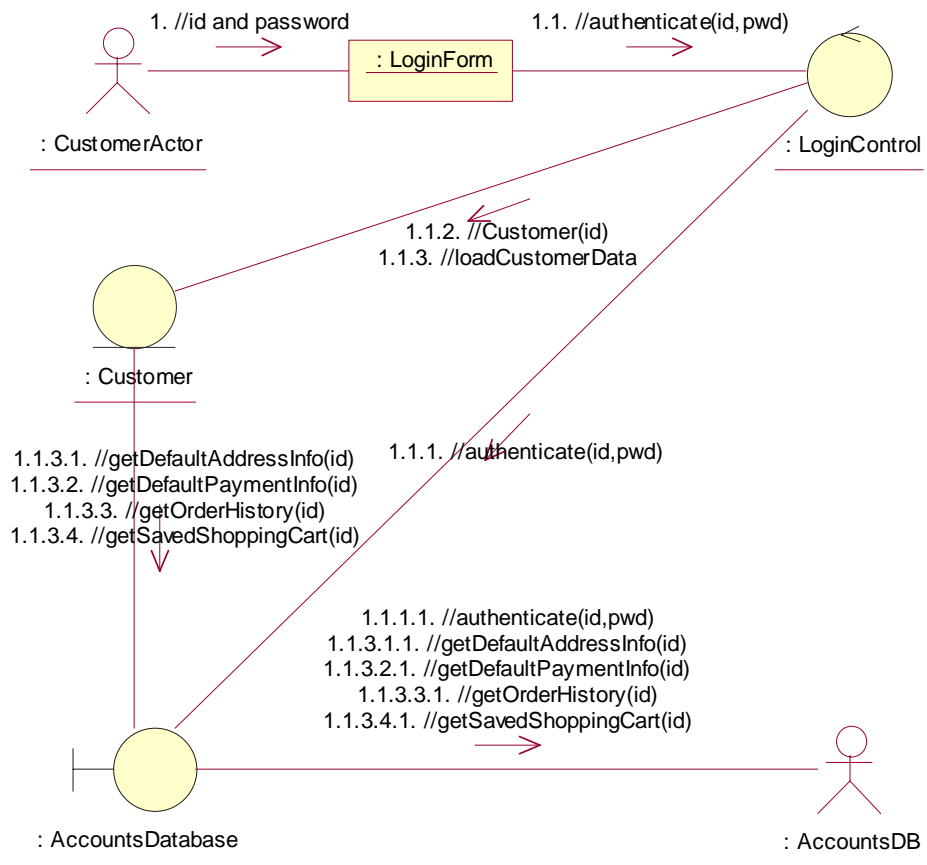 1. //id and password
1.1. //authenticate(id,pwd)
: LoginForm
: CustomerActor
: LoginControl
1.1.2. //Customer(id)
1.1.3. //loadCustomerData
: Customer
1.1.3.1. //getDefaultAddressInfo(id)
1.1.3.2. //getDefaultPaymentInfo(id)
1.1.3.3. //getOrderHistory(id)
1.1.3.4. //getSavedShoppingCart(id)
1.1.1. //authenticate(id,pwd)
1.1.1.1. //authenticate(id,pwd)
1.1.3.1.1. //getDefaultAddressInfo(id)
1.1.3.2.1. //getDefaultPaymentInfo(id)
1.1.3.3.1. //getOrderHistory(id)
1.1.3.4.1. //getSavedShoppingCart(id)
: AccountsDatabase
: AccountsDB